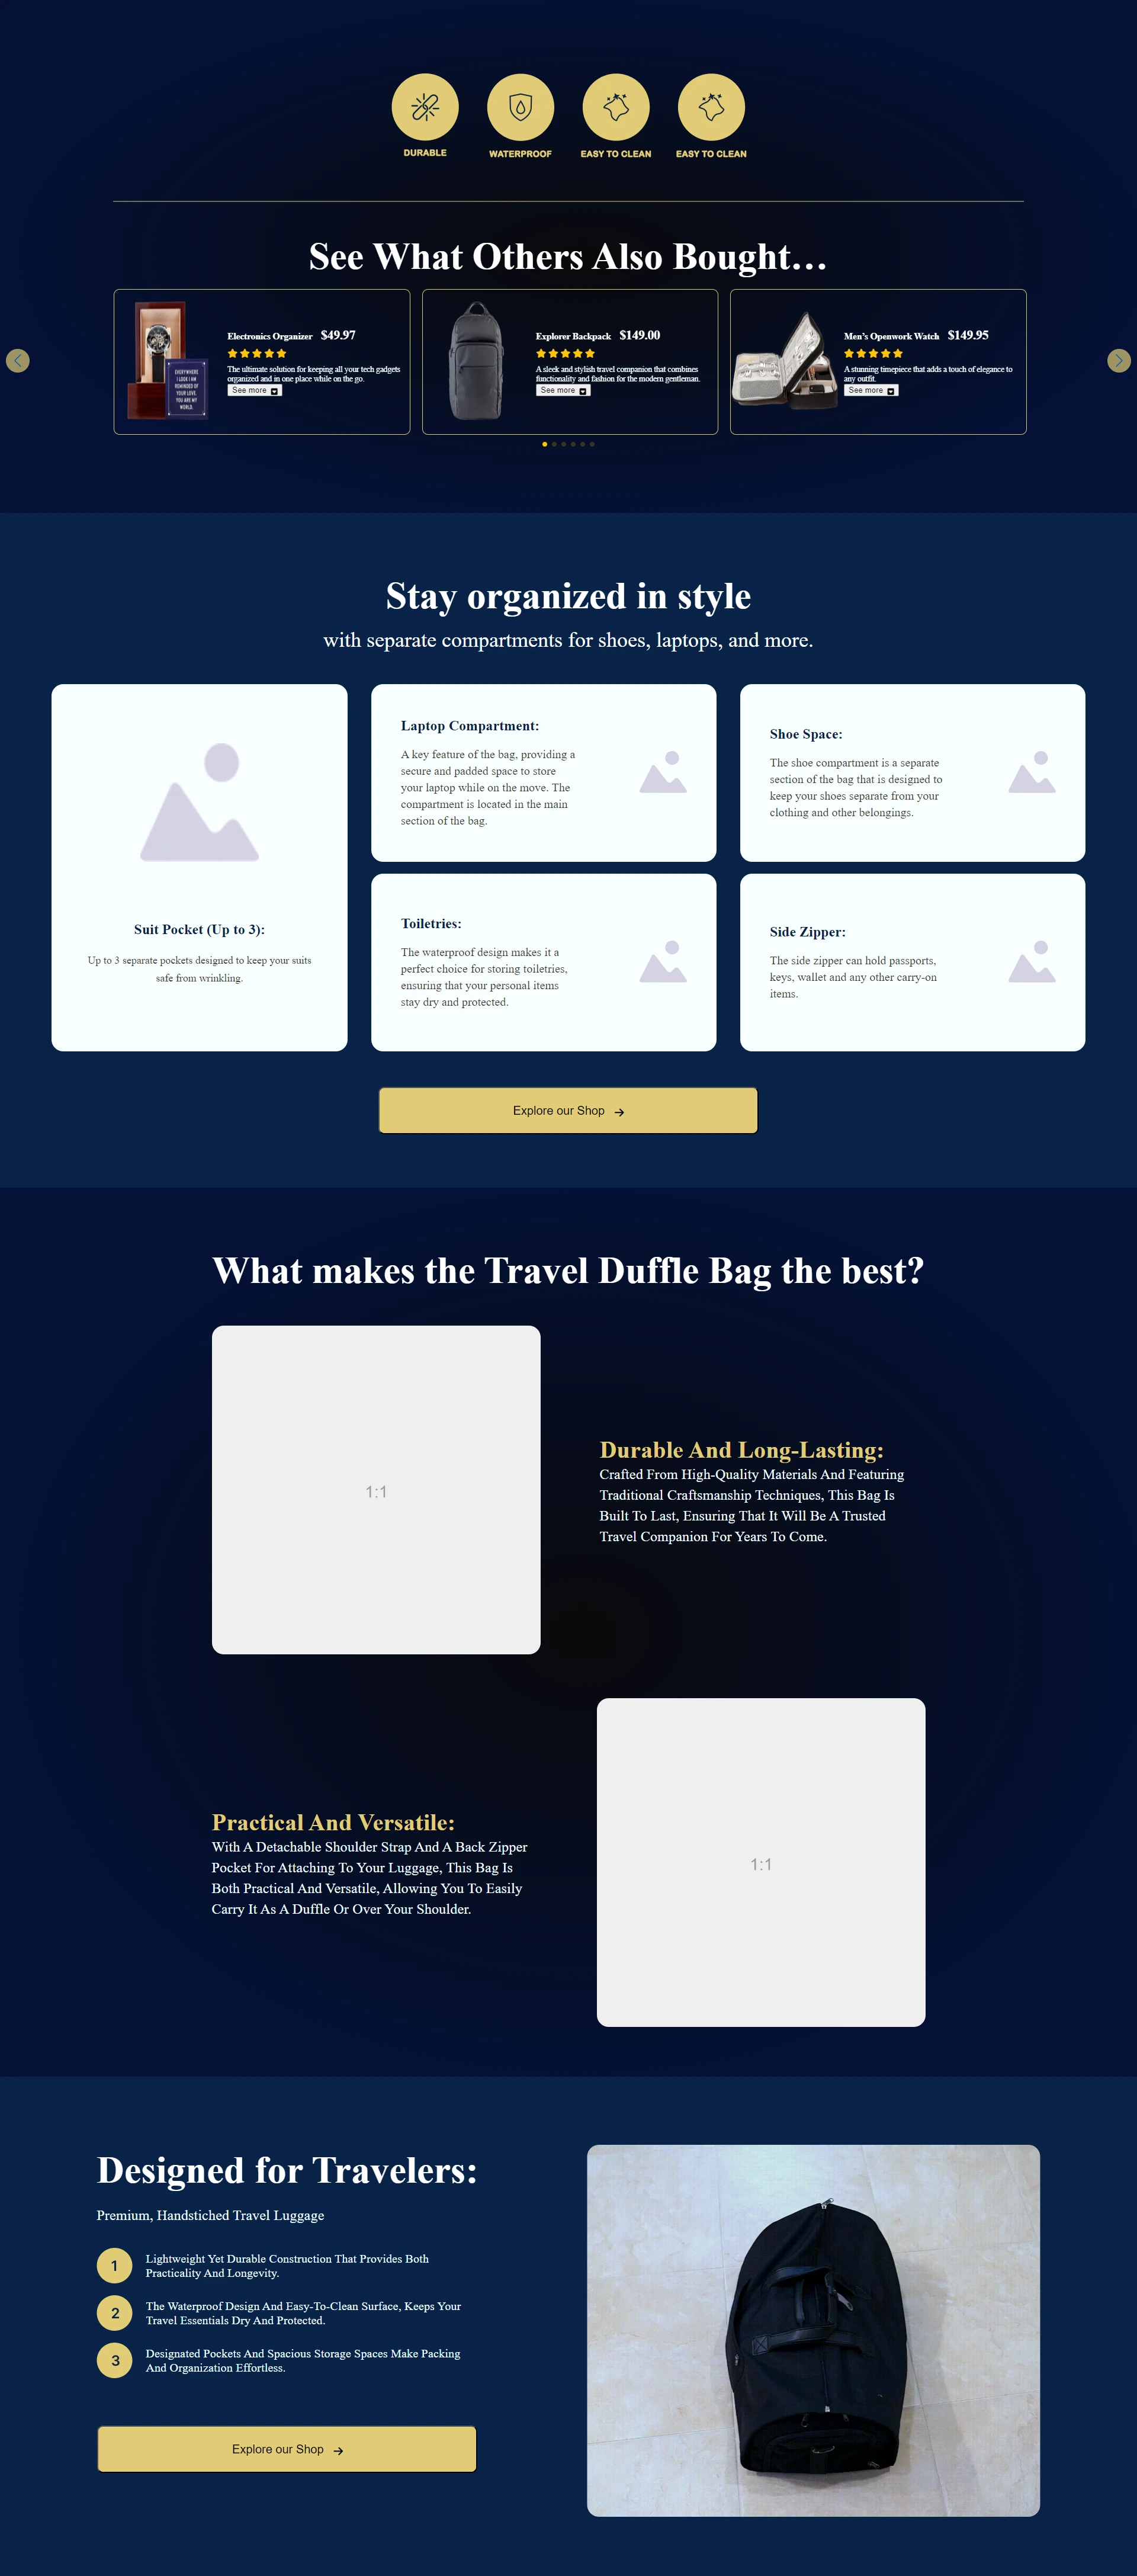 DURABLE
WATERPROOF
EASY TO CLEAN
EASY TO CLEAN
See What Others Also Bought…
EVERYWHERE
I LOOK I AM
REMINDED OF
YOUR LOVE.
YOU ARE MY
WORLD.
Electronics Organizer $49.97
The ultimate solution for keeping all your tech gadgets
organized and in one place while on the go.
See more
Explorer Backpack $149.00
A sleek and stylish travel companion that combines
functionality and fashion for the modern gentleman.
See more
Men’s Openwork Watch $149.95
A stunning timepiece that adds a touch of elegance to
any outfit.
See more
Stay organized in style
with separate compartments for shoes, laptops, and more.
Suit Pocket (Up to 3):
Up to 3 separate pockets designed to keep your suits
safe from wrinkling.
Laptop Compartment:
A key feature of the bag, providing a
secure and padded space to store
your laptop while on the move. The
compartment is located in the main
section of the bag.
Shoe Space:
The shoe compartment is a separate
section of the bag that is designed to
keep your shoes separate from your
clothing and other belongings.
Toiletries:
The waterproof design makes it a
perfect choice for storing toiletries,
ensuring that your personal items
stay dry and protected.
Side Zipper:
The side zipper can hold passports,
keys, wallet and any other carry-on
items.
Explore our Shop
What makes the Travel Duffle Bag the best?
1:1
Durable And Long-Lasting:
Crafted From High-Quality Materials And Featuring
Traditional Craftsmanship Techniques, This Bag Is
Built To Last, Ensuring That It Will Be A Trusted
Travel Companion For Years To Come.
Practical And Versatile:
With A Detachable Shoulder Strap And A Back Zipper
Pocket For Attaching To Your Luggage, This Bag Is
Both Practical And Versatile, Allowing You To Easily
Carry It As A Duffle Or Over Your Shoulder.
1:1
Designed for Travelers:
Premium, Handstiched Travel Luggage
1
Lightweight Yet Durable Construction That Provides Both
Practicality And Longevity.
2
The Waterproof Design And Easy-To-Clean Surface, Keeps Your
Travel Essentials Dry And Protected.
3
Designated Pockets And Spacious Storage Spaces Make Packing
And Organization Effortless.
Explore our Shop